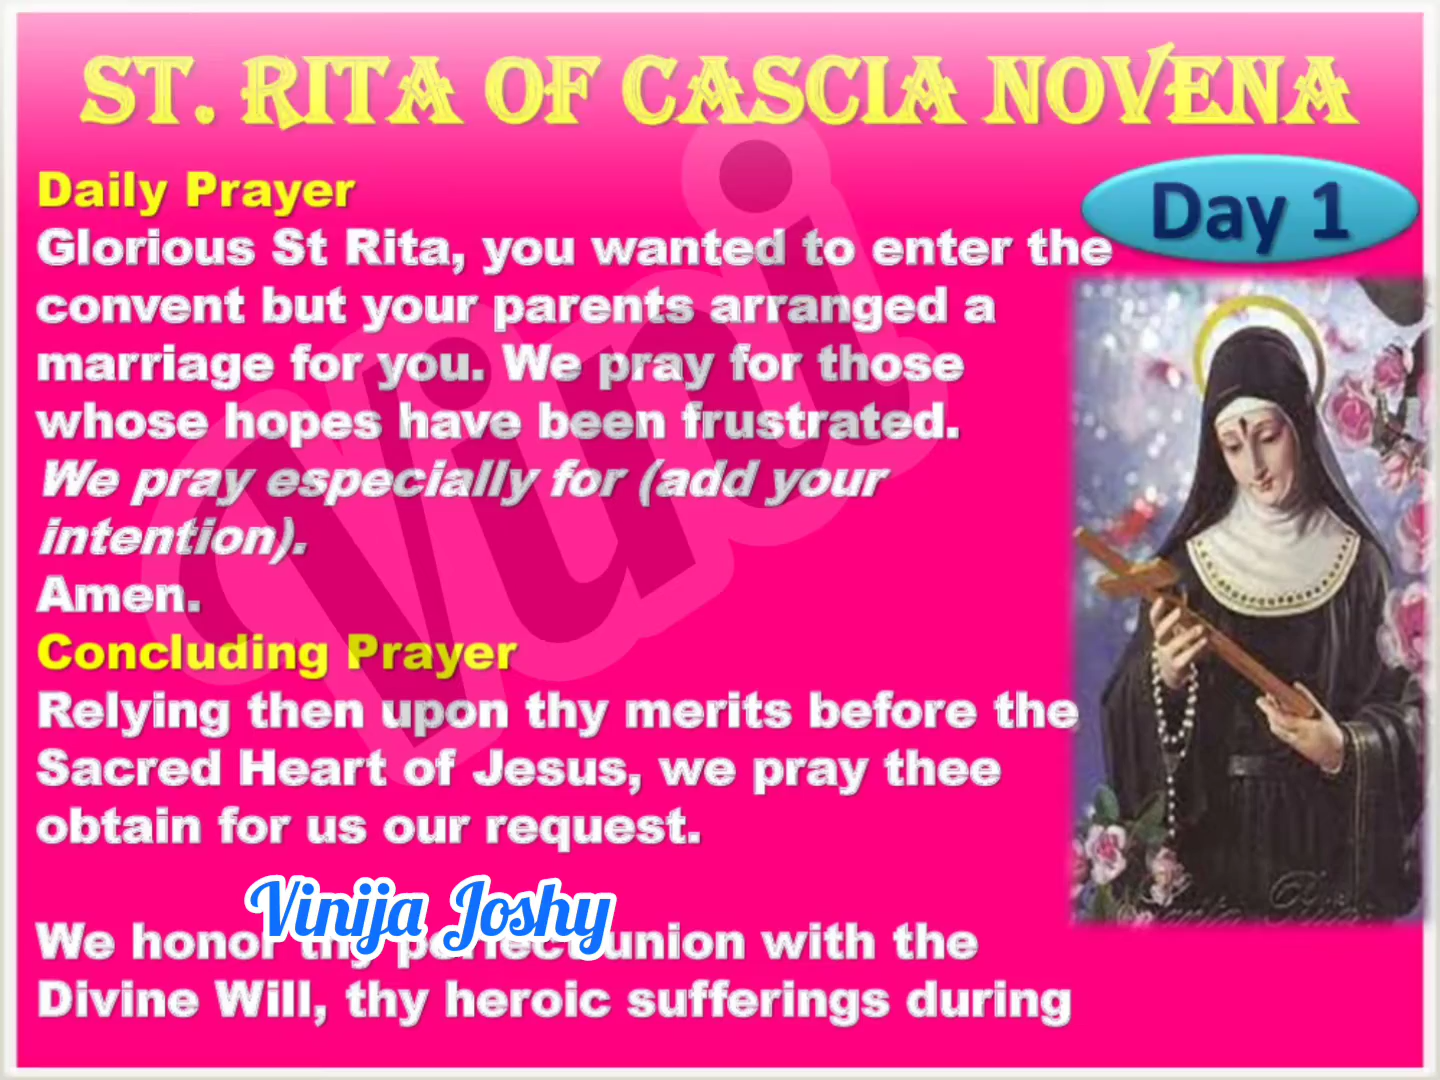 ST. RITA OF CASCIA NOVENA
Daily Prayer
Day 1
Glorious St Rita, you wanted to enter the
convent but your parents arranged a
marriage for you. We pray for those
whose hopes have been frustrated.
We pray especially for (add your
intention).
Amen.
Concluding Prayer
Relying then upon thy merits before the
Sacred Heart of Jesus, we pray thee
obtain for us our request.
Vinija Joshy
We honor thy perfect union with the
Divine Will, thy heroic sufferings during
Vini